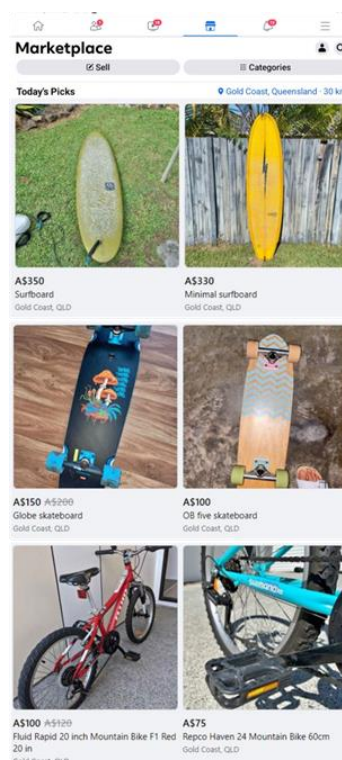 Marketplace
Sell
Categories
Today's Picks
Gold Coast, Queensland · 30 km
A$350
Surfboard
Gold Coast, QLD
A$330
Minimal surfboard
Gold Coast, QLD
A$150 A$200
Globe skateboard
Gold Coast, QLD
A$100
OB five skateboard
Gold Coast, QLD
A$100 A$120
Fluid Rapid 20 inch Mountain Bike F1 Red
20 in
Gold Coast, QLD
A$75
Repco Haven 24 Mountain Bike 60cm
Gold Coast, QLD